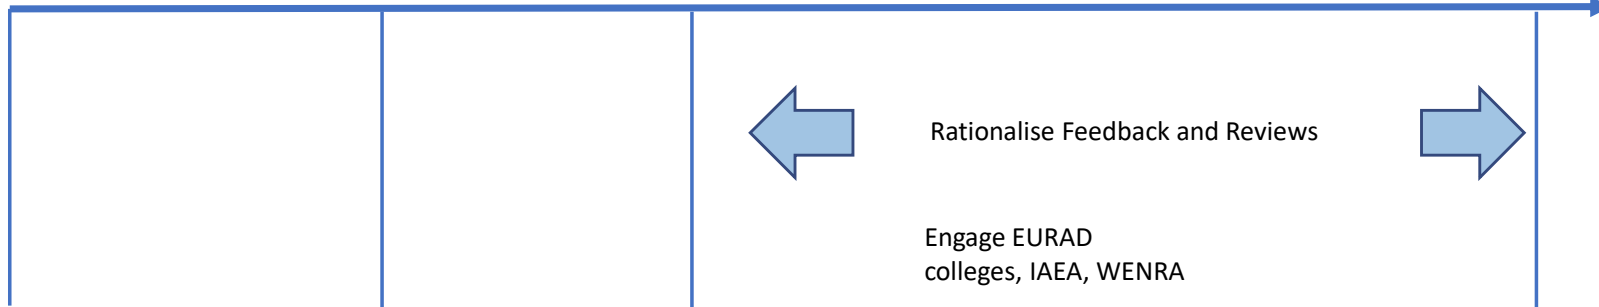 Rationalise Feedback and Reviews
Engage EURAD
colleges, IAEA, WENRA